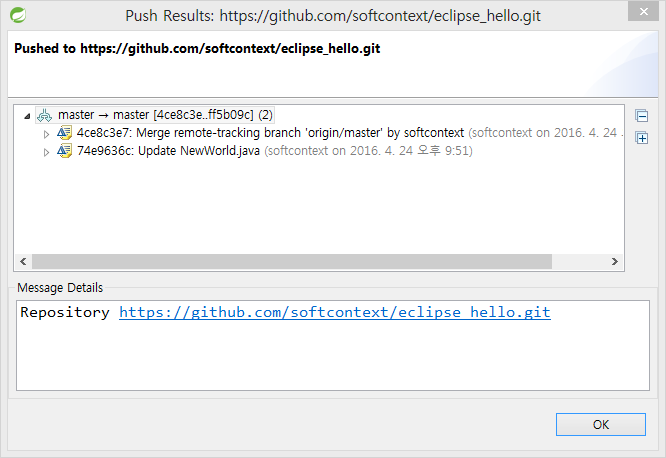 Push Results: https://github.com/softcontext/eclipse_hello.git
Pushed to https://github.com/softcontext/eclipse_hello.git
master → master [4ce8c3e..ff5b09c] (2)
4ce8c3e7: Merge remote-tracking branch 'origin/master' by softcontext (softcontext on 2016. 4. 24
74e9636c: Update NewWorld.java (softcontext on 2016. 4. 24 오후 9:51)
Message Details
Repository https://github.com/softcontext/eclipse_hello.git
OK